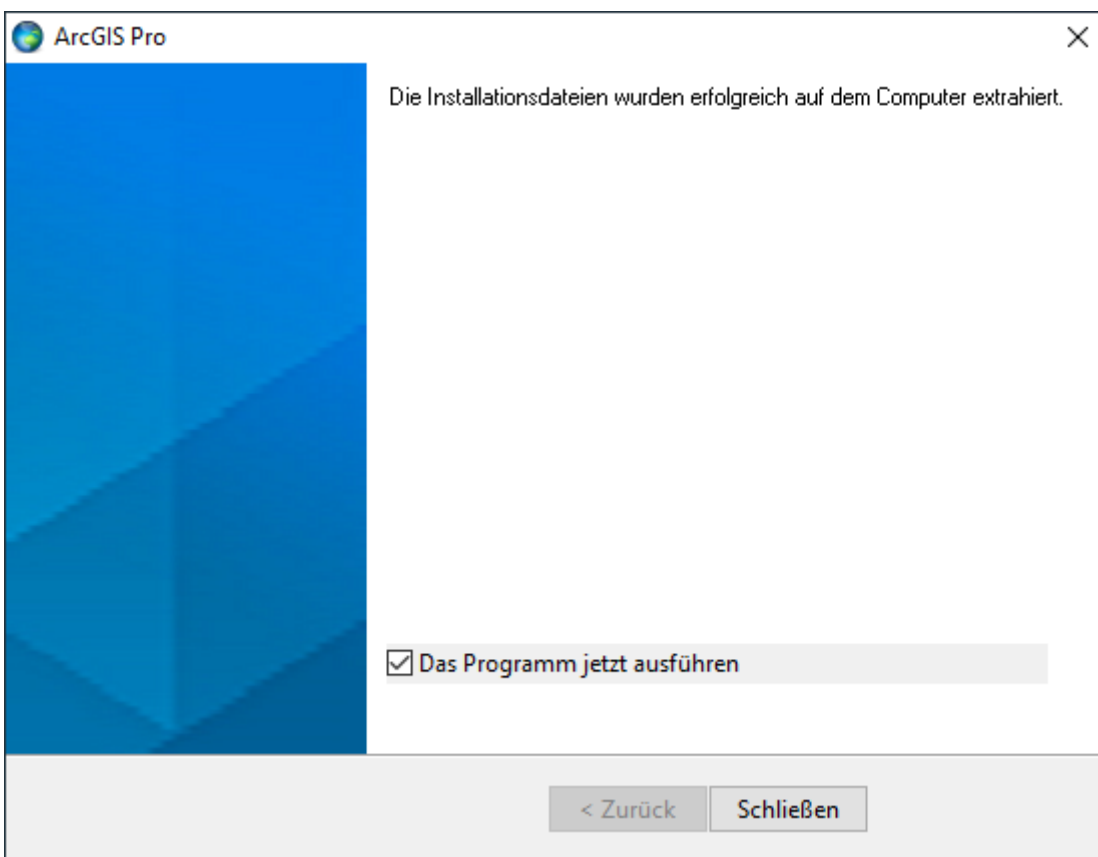 ArcGIS Pro
Die Installationsdateien wurden erfolgreich auf dem Computer extrahiert.
Das Programm jetzt ausführen
< Zurück
Schließen